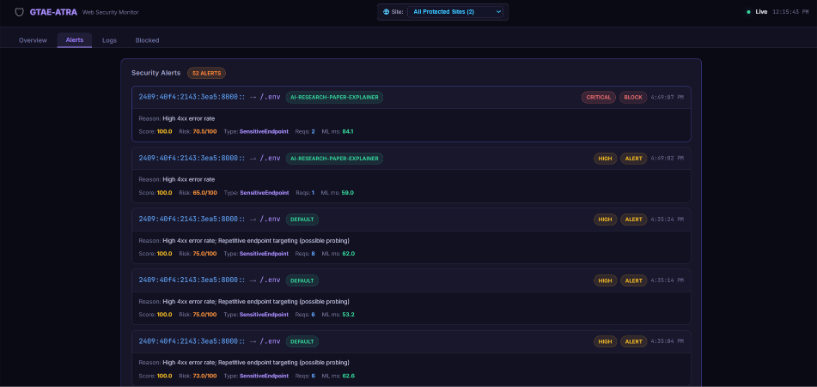 GTAE-ATRA Web Security Monitor Site: All Protected Sites (2) Live 12:15:43 PM
Overview Alerts Logs Blocked
Security Alerts 52 ALERTS
2409:40f4:2143:3ea5:8000:: → /.env AI-RESEARCH-PAPER-EXPLAINER CRITICAL BLOCK 4:49:07 PM
Reason: High 4xx error rate
Score: 100.0 Risk: 70.5/100 Type: SensitiveEndpoint Reqs: 2 ML ms: 84.1
2409:40f4:2143:3ea5:8000:: → /.env AI-RESEARCH-PAPER-EXPLAINER HIGH ALERT 4:49:02 PM
Reason: High 4xx error rate
Score: 100.0 Risk: 65.0/100 Type: SensitiveEndpoint Reqs: 1 ML ms: 59.0
2409:40f4:2143:3ea5:8000:: → /.env DEFAULT HIGH ALERT 4:33:24 PM
Reason: High 4xx error rate; Repetitive endpoint targeting (possible probing)
Score: 100.0 Risk: 75.0/100 Type: SensitiveEndpoint Reqs: 8 ML ms: 62.0
2409:40f4:2143:3ea5:8000:: → /.env DEFAULT HIGH ALERT 4:33:14 PM
Reason: High 4xx error rate; Repetitive endpoint targeting (possible probing)
Score: 100.0 Risk: 75.0/100 Type: SensitiveEndpoint Reqs: 6 ML ms: 53.2
2409:40f4:2143:3ea5:8000:: → /.env DEFAULT HIGH ALERT 4:33:04 PM
Reason: High 4xx error rate; Repetitive endpoint targeting (possible probing)
Score: 100.0 Risk: 73.0/100 Type: SensitiveEndpoint Reqs: 6 ML ms: 62.6